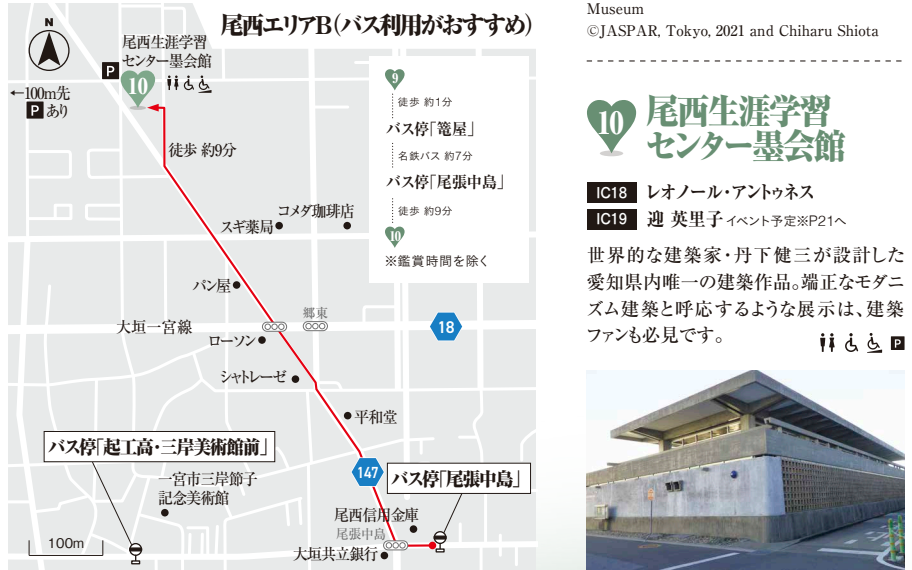 尾西エリアB(バス利用がおすすめ)
N
尾西生涯学習
センター墨会館
P
10
←100m先
P あり
徒歩 約9分
9
徒歩 約1分
バス停「篭屋」
名鉄バス 約7分
バス停「尾張中島」
徒歩 約9分
10
※鑑賞時間を除く
コメダ珈琲店
スギ薬局
パン屋
郷東
大垣一宮線
18
ローソン
シャトレーゼ
平和堂
バス停「起工高・三岸美術館前」
147
バス停「尾張中島」
一宮市三岸節子
記念美術館
尾西信用金庫
尾張中島
大垣共立銀行
100m
Museum
©JASPAR, Tokyo, 2021 and Chiharu Shiota
10
尾西生涯学習
センター墨会館
IC18 レオノール・アントゥネス
IC19 迎 英里子 イベント予定※P21へ
世界的な建築家・丹下健三が設計した
愛知県内唯一の建築作品。端正なモダニ
ズム建築と呼応するような展示は、建築
ファンも必見です。
P